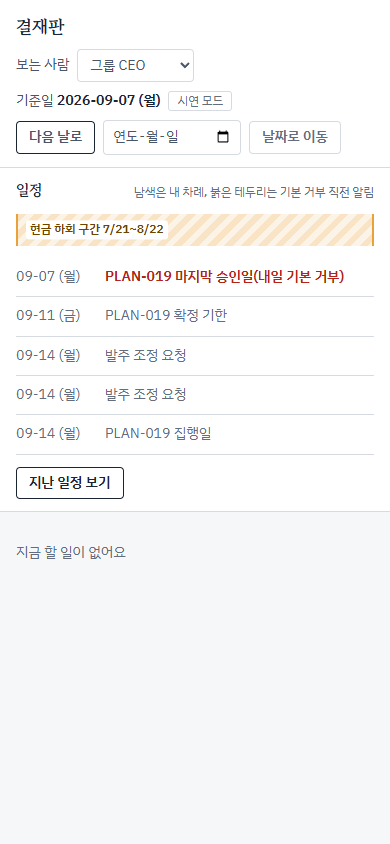 결재판
보는 사람 그룹 CEO
기준일 2026-09-07 (월) 시연 모드
다음 날로 연도-월-일 날짜로 이동
일정 남색은 내 차례, 붉은 테두리는 기본 거부 직전 알림
현금 하회 구간 7/21~8/22
09-07 (월) PLAN-019 마지막 승인일(내일 기본 거부)
09-11 (금) PLAN-019 확정 기한
09-14 (월) 발주 조정 요청
09-14 (월) 발주 조정 요청
09-14 (월) PLAN-019 집행일
지난 일정 보기
지금 할 일이 없어요